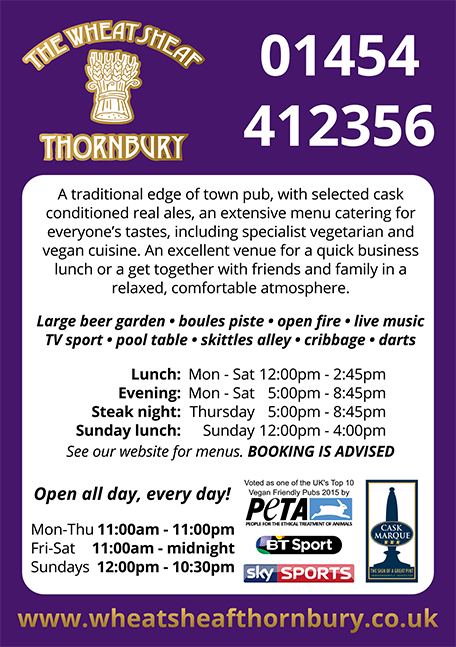 THE WHEATSHEAF
THORNBURY
01454
412356
A traditional edge of town pub, with selected cask
conditioned real ales, an extensive menu catering for
everyone's tastes, including specialist vegetarian and
vegan cuisine. An excellent venue for a quick business
lunch or a get together with friends and family in a
relaxed, comfortable atmosphere.
Large beer garden • boules piste • open fire • live music
TV sport • pool table • skittles alley • cribbage • darts
Lunch: Mon - Sat 12:00pm - 2:45pm
Evening: Mon - Sat 5:00pm - 8:45pm
Steak night: Thursday 5:00pm - 8:45pm
Sunday lunch: Sunday 12:00pm - 4:00pm
See our website for menus. BOOKING IS ADVISED
Open all day, every day!
Mon-Thu 11:00am - 11:00pm
Fri-Sat 11:00am - midnight
Sundays 12:00pm - 10:30pm
Voted as one of the UK's Top 10
Vegan Friendly Pubs 2015 by
PeTA
PEOPLE FOR THE ETHICAL TREATMENT OF ANIMALS
BT Sport
sky SPORTS
CASK
MARQUE
THE SIGN OF A GREAT PINT
www.wheatsheafthornbury.co.uk